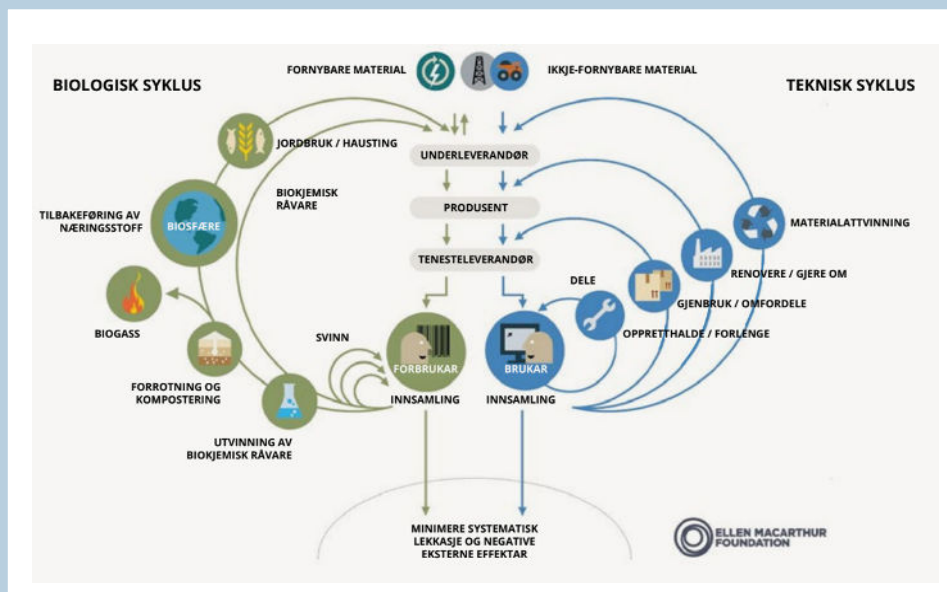 FORNYBARE MATERIAL
IKKJE-FORNYBARE MATERIAL
BIOLOGISK SYKLUS
TEKNISK SYKLUS
JORDBRUK / HAUSTING
UNDERLEVERANDØR
BIOKJEMISK
RÅVARE
PRODUSENT
TILBAKEFØRING AV
NÆRINGSSTOFF
BIOSFÆRE
MATERIALATTVINNING
TENESTELEVERANDØR
RENOVERE / GJERE OM
DELE
GJENBRUK / OMFORDELE
BIOGASS
SVINN
OPPRETTHALDE / FORLENGE
FORBRUKAR
BRUKAR
FORROTNING OG
KOMPOSTERING
INNSAMLING
INNSAMLING
UTVINNING AV
BIOKJEMISK RÅVARE
MINIMERE SYSTEMATISK
LEKKASJE OG NEGATIVE
EKSTERNE EFFEKTAR
ELLEN MACARTHUR
FOUNDATION